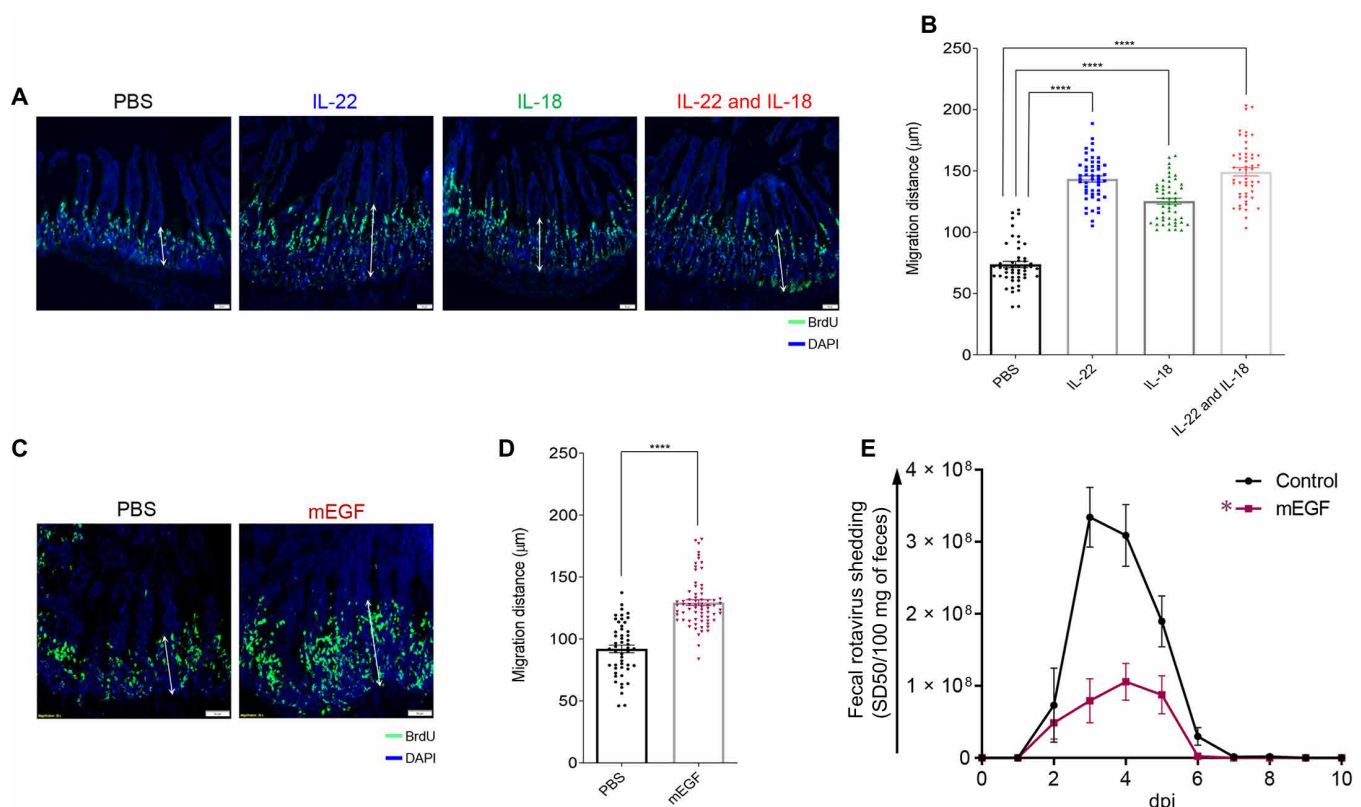 A
PBS
IL-22
IL-18
IL-22 and IL-18
BrdU
DAPI
B
Migration distance (μm)
250
200
150
100
50
0
****
****
****
PBS
IL-22
IL-18
IL-22 and IL-18
C
PBS
mEGF
BrdU
DAPI
D
Migration distance (μm)
250
200
150
100
50
0
****
PBS
mEGF
E
Fecal rotavirus shedding
(SD50/100 mg of feces)
4 × 10⁸
3 × 10⁸
2 × 10⁸
1 × 10⁸
0
0 2 4 6 8 10
dpi
Control
* mEGF